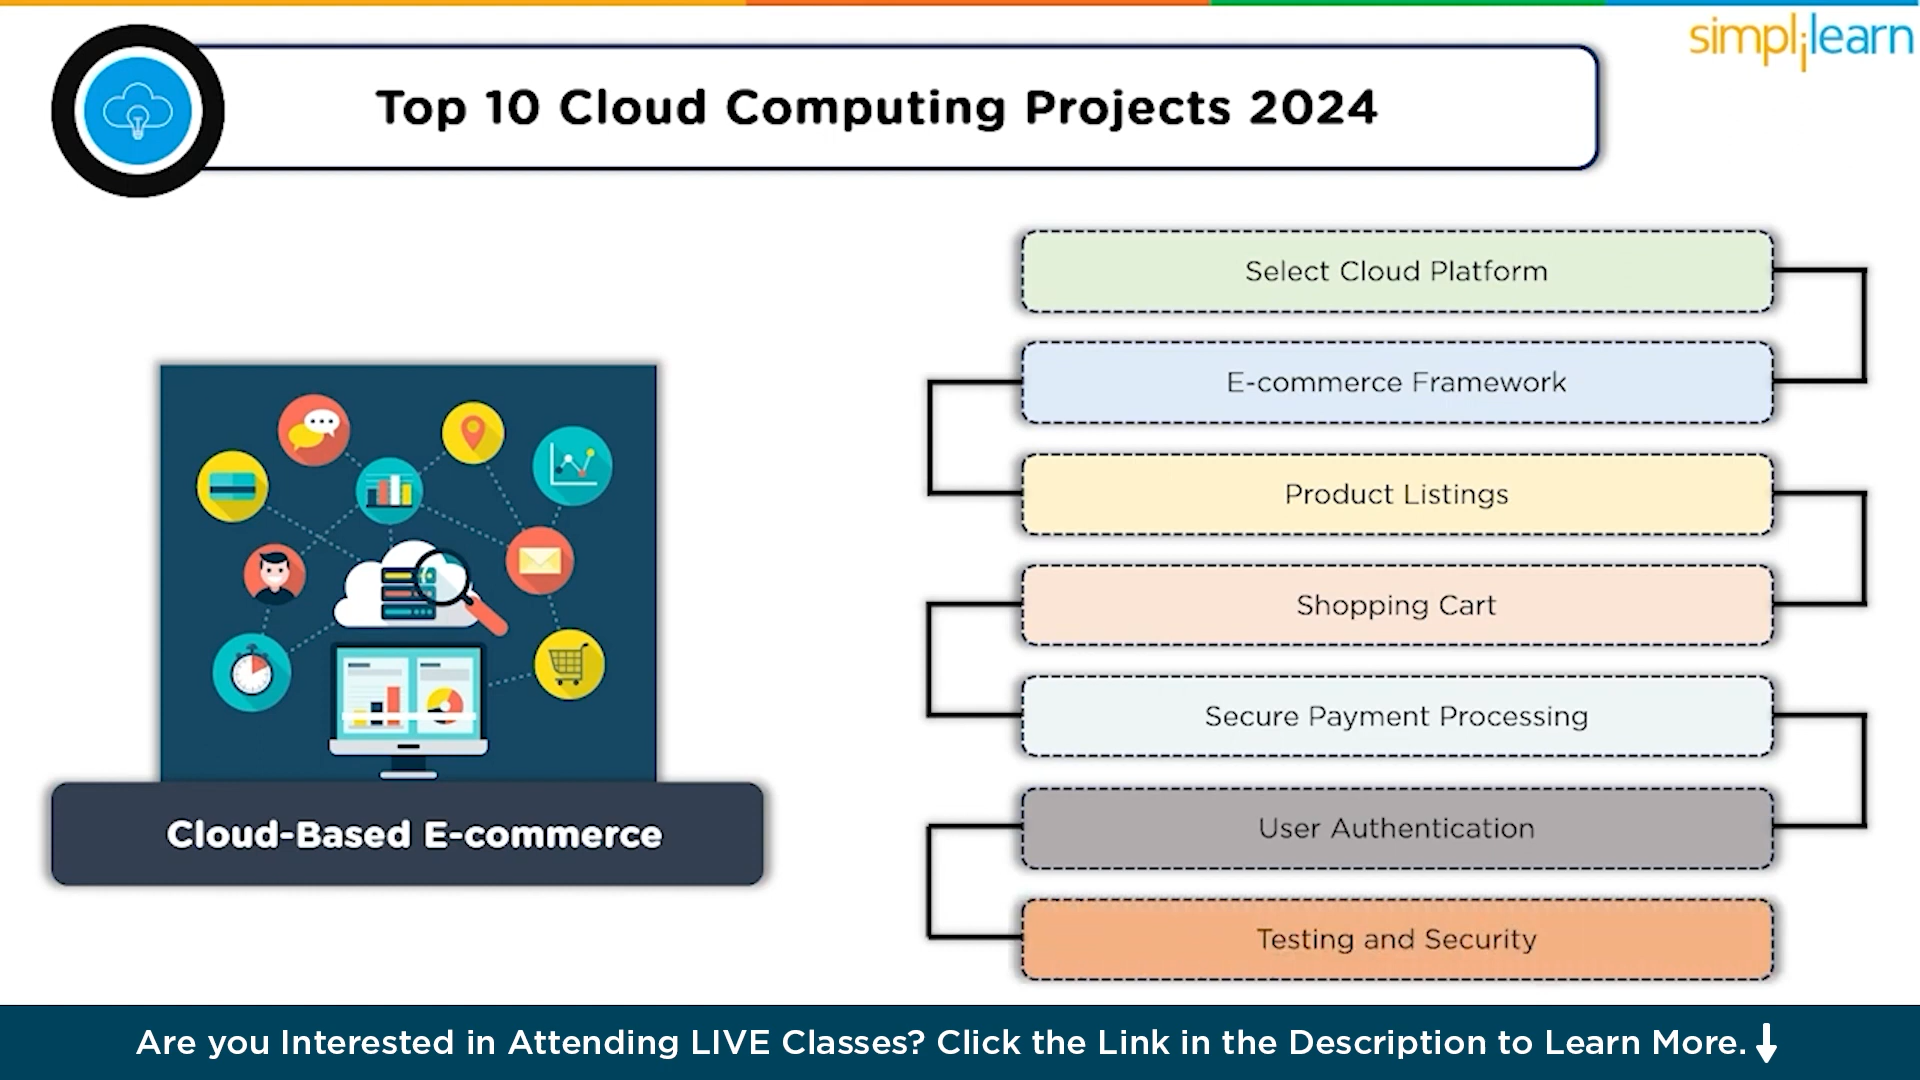 simplilearn
Top 10 Cloud Computing Projects 2024
Select Cloud Platform
E-commerce Framework
Product Listings
Shopping Cart
Secure Payment Processing
User Authentication
Testing and Security
Cloud-Based E-commerce
Are you Interested in Attending LIVE Classes? Click the Link in the Description to Learn More.